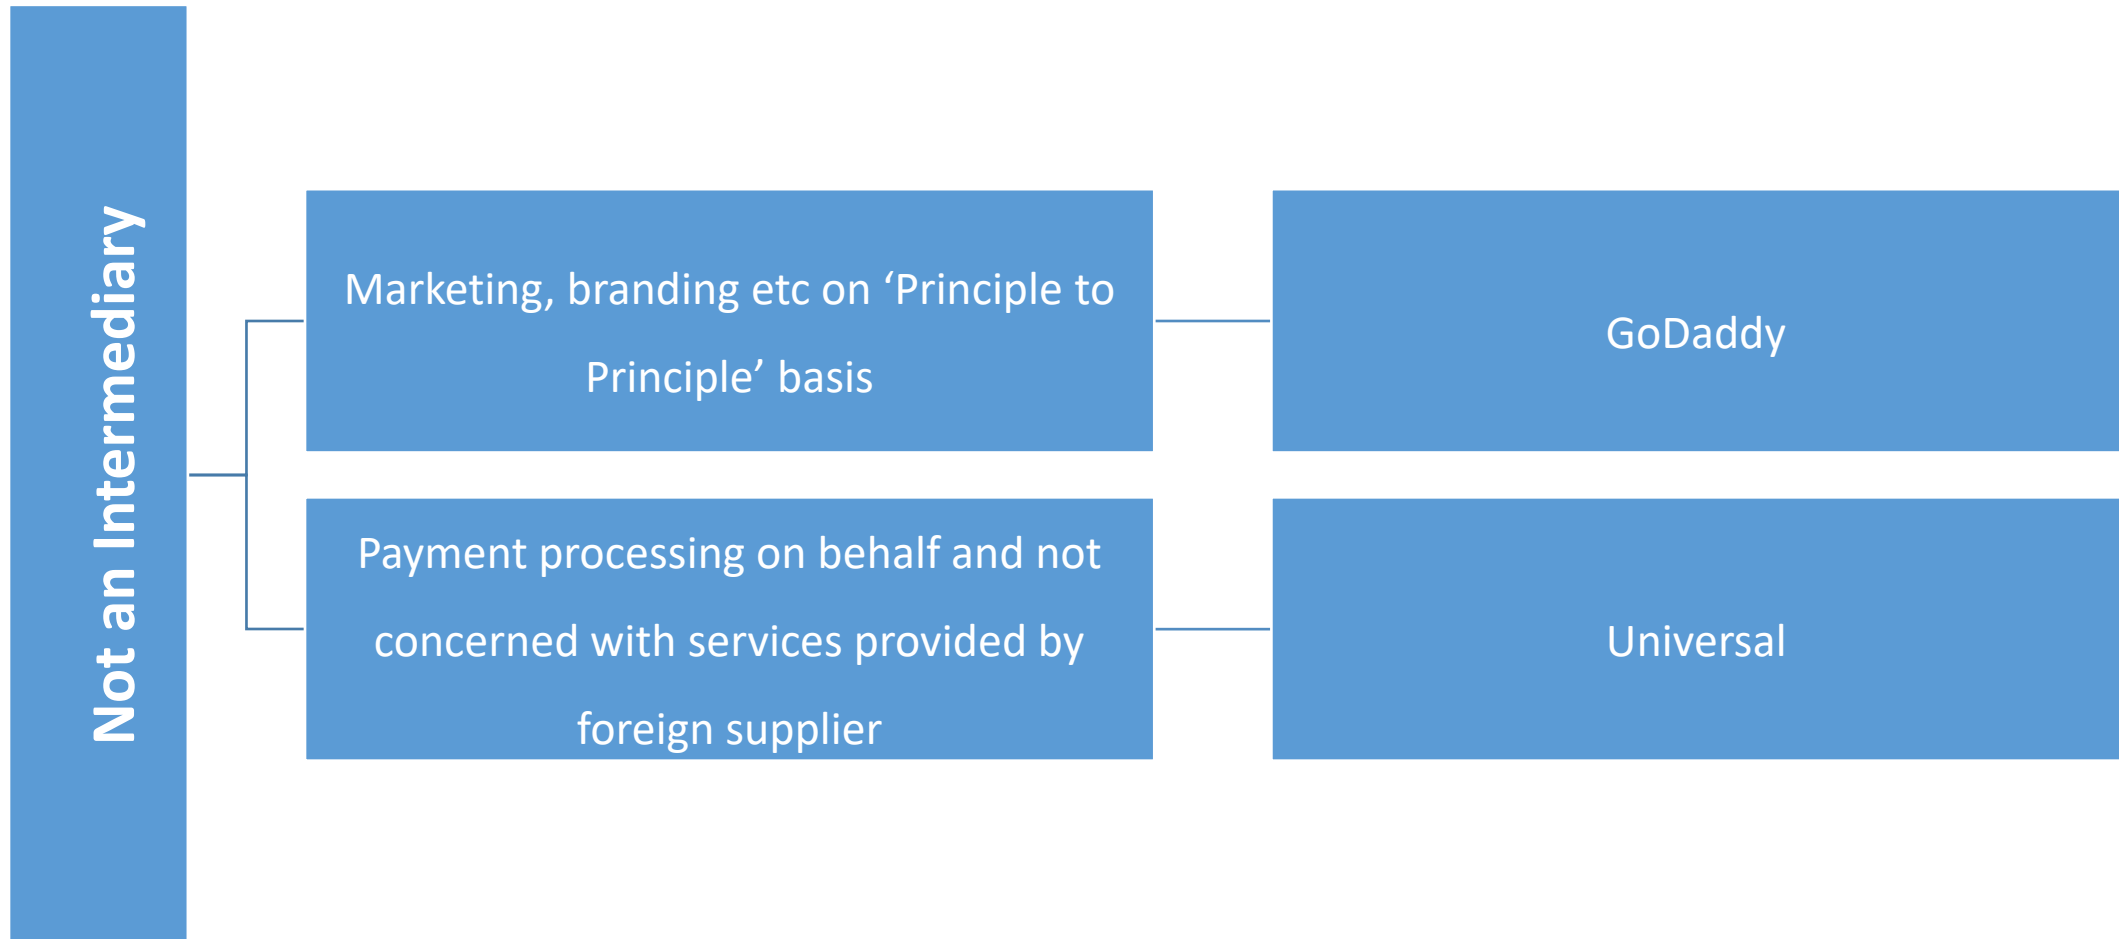 Not an Intermediary
Marketing, branding etc on ‘Principle to
Principle’ basis
GoDaddy
Payment processing on behalf and not
concerned with services provided by
foreign supplier
Universal